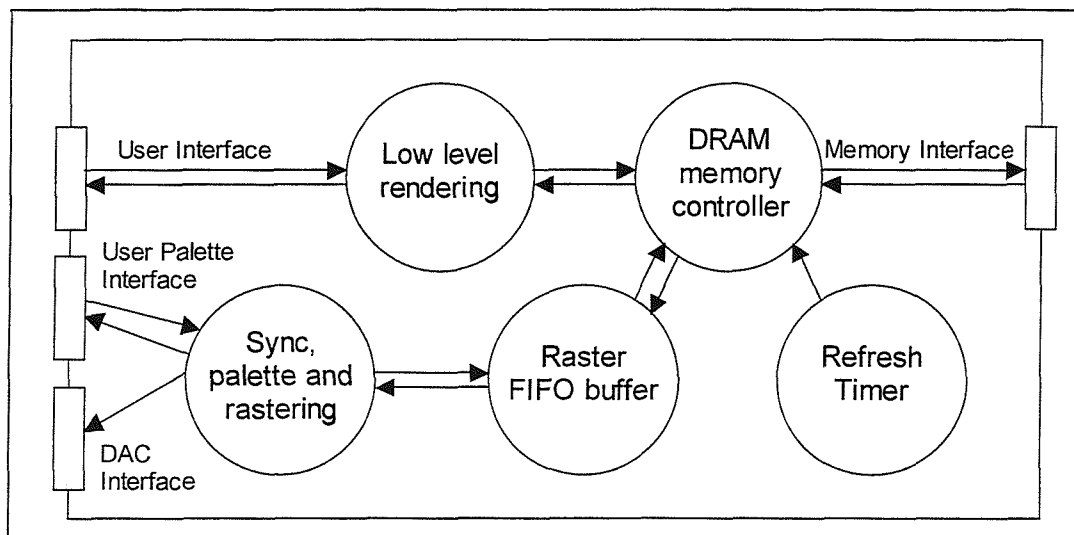 User Interface
Low level
rendering
DRAM
memory
controller
Memory Interface
User Palette
Interface
Sync,
palette and
rastering
Raster
FIFO buffer
Refresh
Timer
DAC
Interface